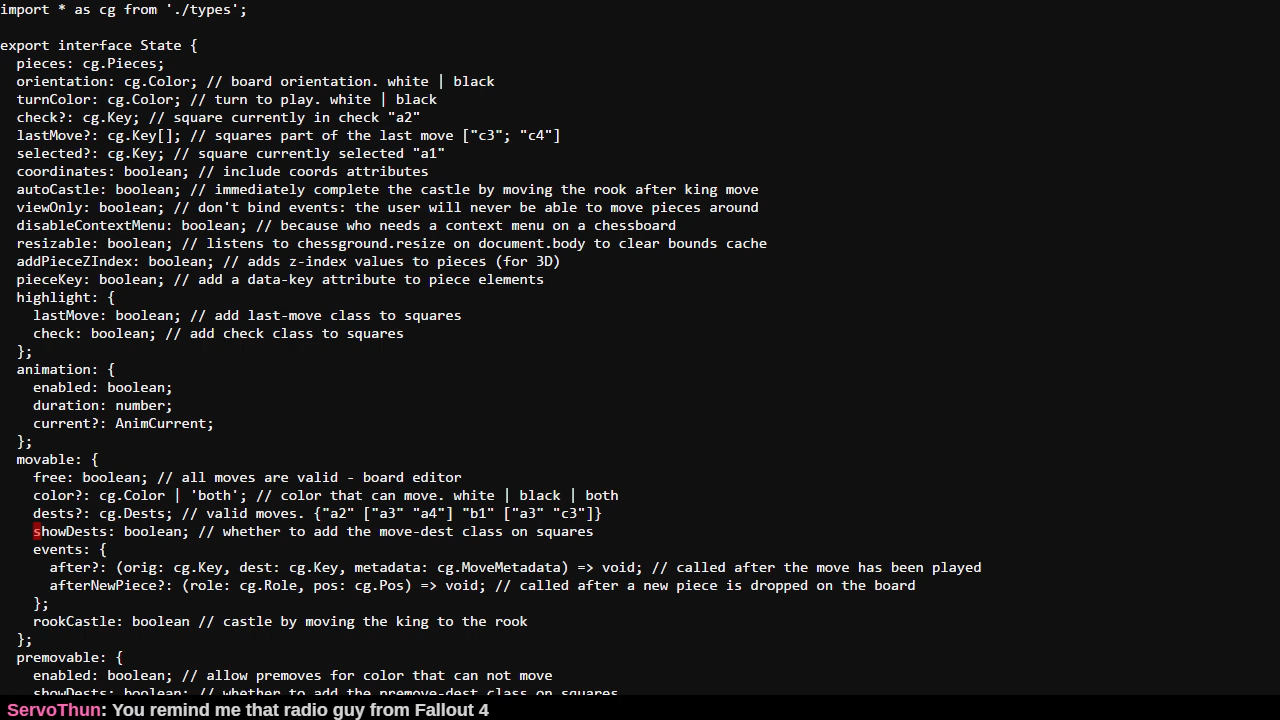 import * as cg from './types';
export interface State {
pieces: cg.Pieces;
orientation: cg.Color; // board orientation. white | black
turnColor: cg.Color; // turn to play. white | black
check?: cg.Key; // square currently in check "a2"
lastMove?: cg.Key[]; // squares part of the last move ["c3"; "c4"]
selected?: cg.Key; // square currently selected "a1"
coordinates: boolean; // include coords attributes
autoCastle: boolean; // immediately complete the castle by moving the rook after king move
viewOnly: boolean; // don't bind events: the user will never be able to move pieces around
disableContextMenu: boolean; // because who needs a context menu on a chessboard
resizable: boolean; // listens to chessground.resize on document.body to clear bounds cache
addPieceZIndex: boolean; // adds z-index values to pieces (for 3D)
pieceKey: boolean; // add a data-key attribute to piece elements
highlight: {
lastMove: boolean; // add last-move class to squares
check: boolean; // add check class to squares
};
animation: {
enabled: boolean;
duration: number;
current?: AnimCurrent;
};
movable: {
free: boolean; // all moves are valid - board editor
color?: cg.Color | 'both'; // color that can move. white | black | both
dests?: cg.Dests; // valid moves. {"a2" ["a3" "a4"] "b1" ["a3" "c3"]}
showDests: boolean; // whether to add the move-dest class on squares
events: {
after?: (orig: cg.Key, dest: cg.Key, metadata: cg.MoveMetadata) => void; // called after the move has been played
afterNewPiece?: (role: cg.Role, pos: cg.Pos) => void; // called after a new piece is dropped on the board
};
rookCastle: boolean // castle by moving the king to the rook
};
premovable: {
enabled: boolean; // allow premoves for color that can not move
showDests: boolean; // whether to add the premove-dest class on squares
ServoThun: You remind me that radio guy from Fallout 4